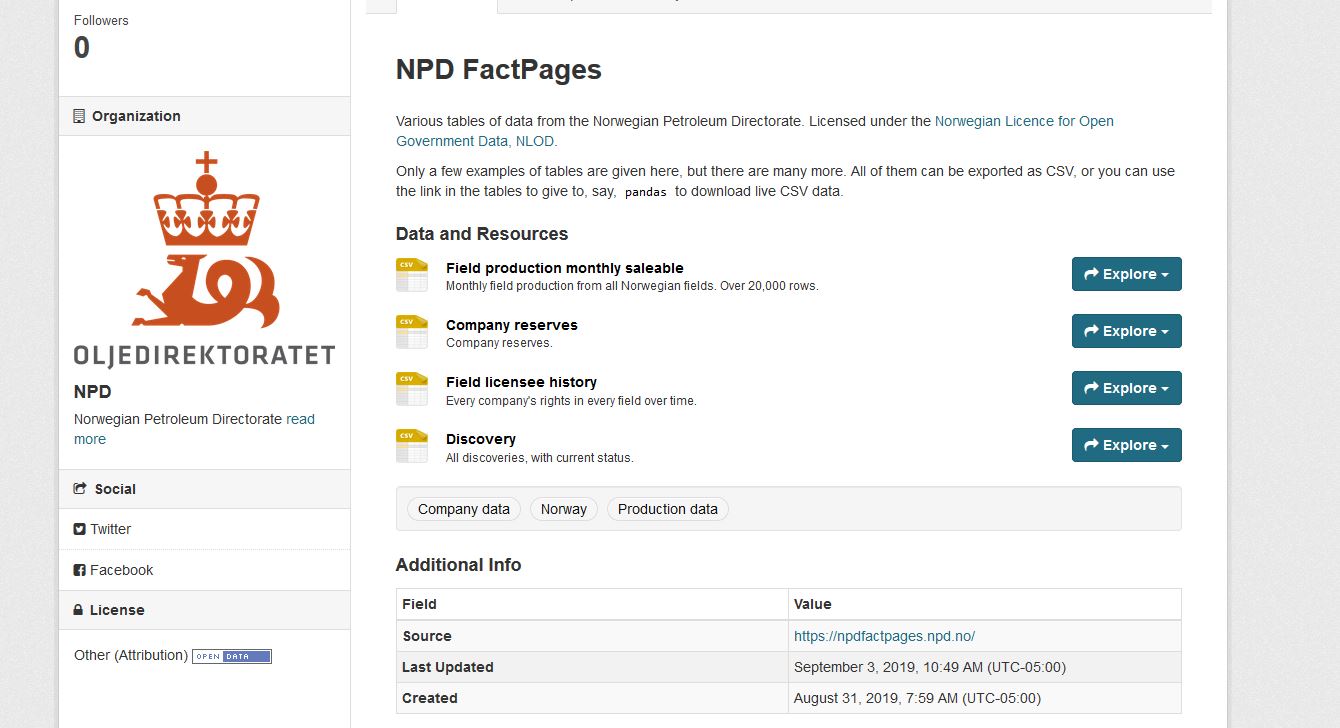 Followers
0
Organization
OLJEDIREKTORATET
NPD
Norwegian Petroleum Directorate read
more
Social
Twitter
Facebook
License
Other (Attribution) OPEN DATA
NPD FactPages
Various tables of data from the Norwegian Petroleum Directorate. Licensed under the Norwegian Licence for Open
Government Data, NLOD.
Only a few examples of tables are given here, but there are many more. All of them can be exported as CSV, or you can use
the link in the tables to give to, say, pandas to download live CSV data.
Data and Resources
CSV
Field production monthly saleable
Monthly field production from all Norwegian fields. Over 20,000 rows.
Explore
CSV
Company reserves
Company reserves.
Explore
CSV
Field licensee history
Every company's rights in every field over time.
Explore
CSV
Discovery
All discoveries, with current status.
Explore
Company data Norway Production data
Additional Info
Field Value
Source https://npdfactpages.npd.no/
Last Updated September 3, 2019, 10:49 AM (UTC-05:00)
Created August 31, 2019, 7:59 AM (UTC-05:00)